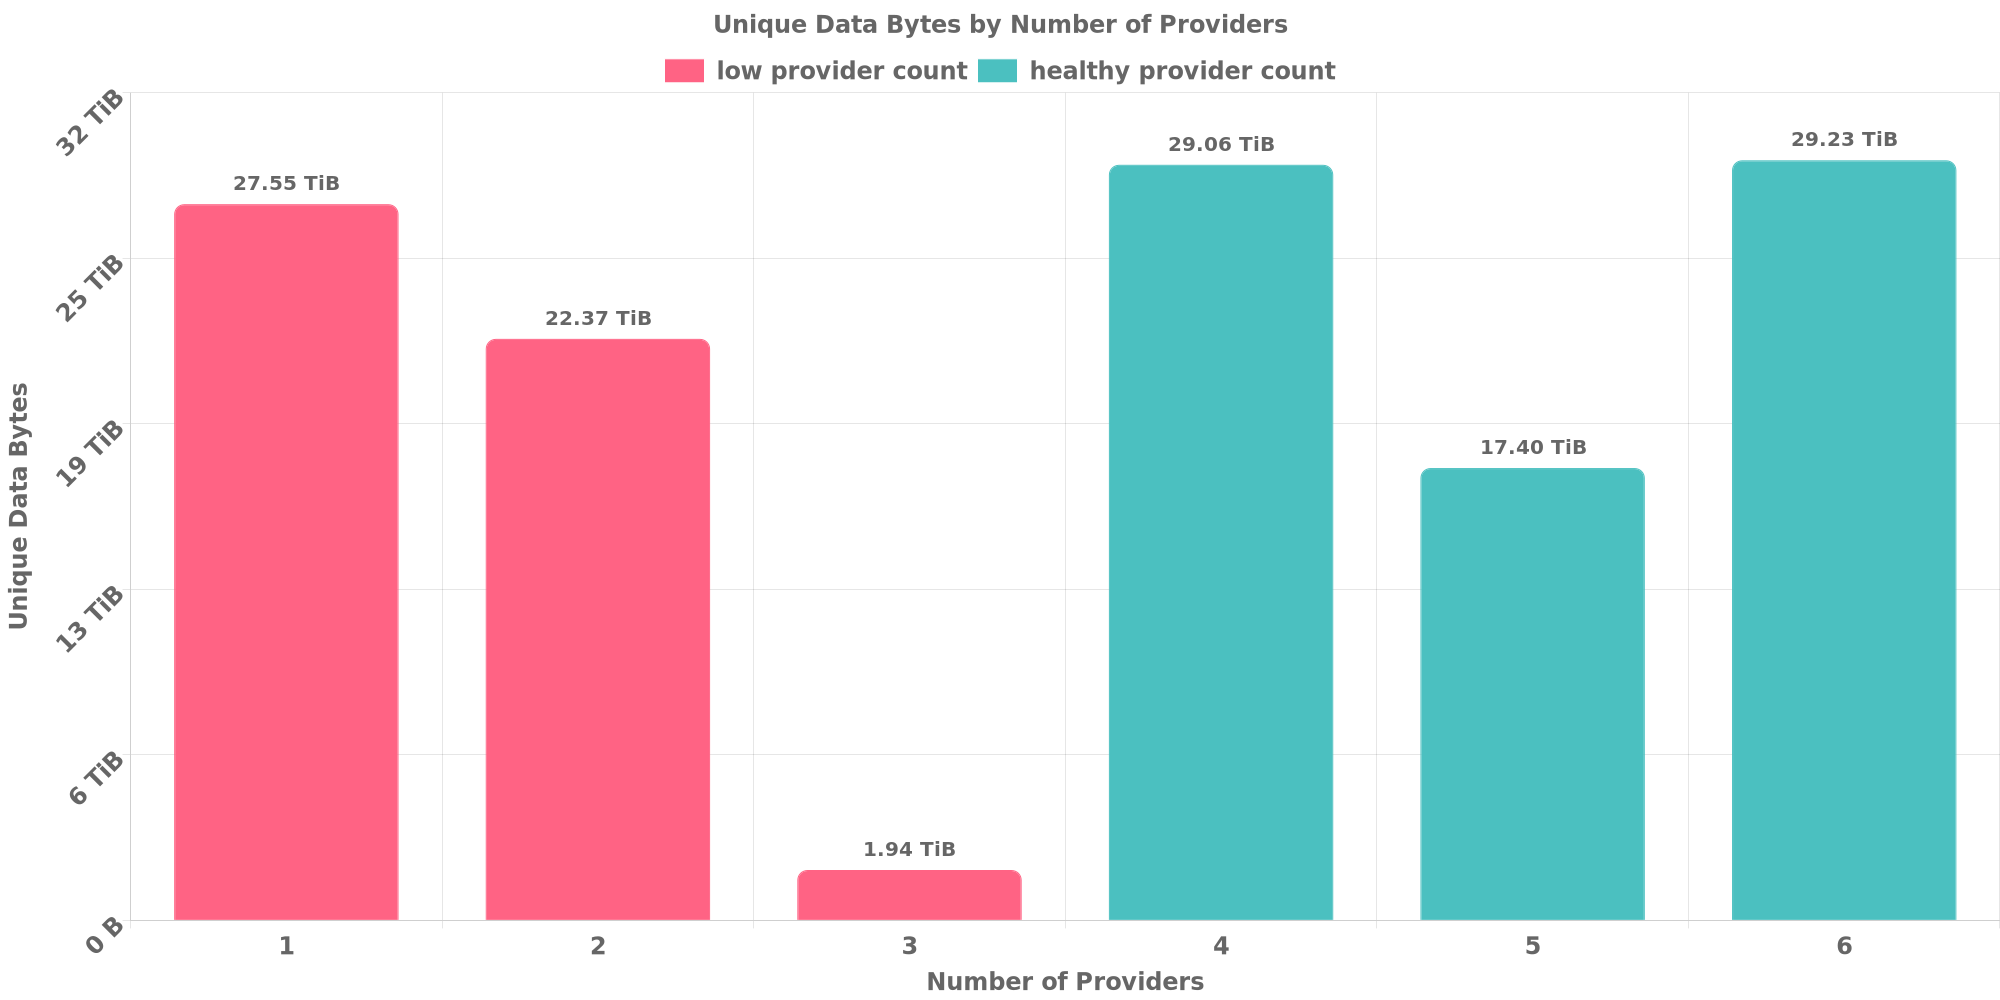 Unique Data Bytes by Number of Providers
low provider count healthy provider count
32 TiB
25 TiB
19 TiB
13 TiB
6 TiB
0 B
Unique Data Bytes
27.55 TiB
22.37 TiB
1.94 TiB
29.06 TiB
17.40 TiB
29.23 TiB
1 2 3 4 5 6
Number of Providers